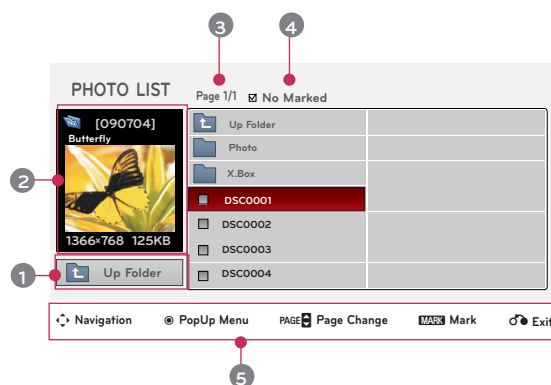 3
4
PHOTO LIST
Page 1/1
No Marked
[090704]
Butterfly
1366×768 125KB
Up Folder
Up Folder
Photo
X.Box
DSC0001
DSC0002
DSC0003
DSC0004
2
1
Navigation
PopUp Menu
PAGE Page Change
MARK Mark
Exit
5